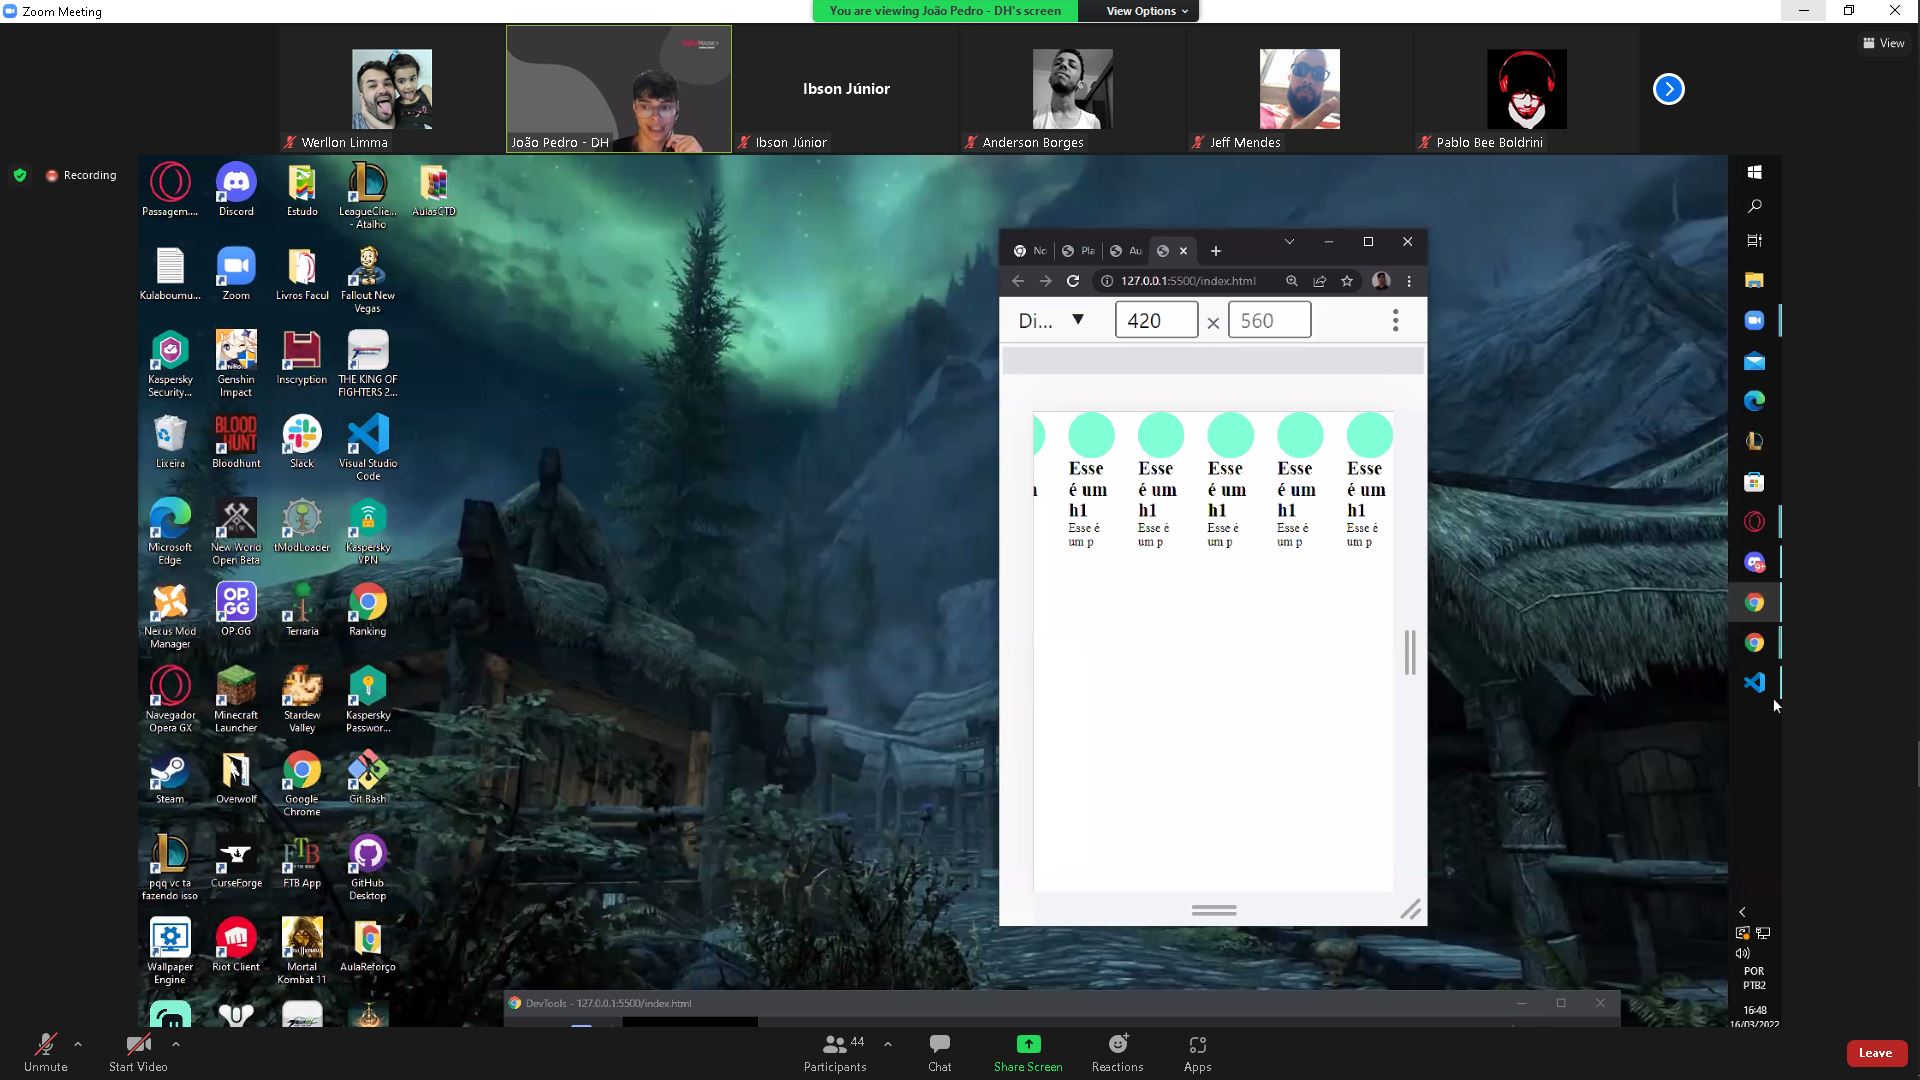 Zoom Meeting
You are viewing João Pedro - DH's screen
View Options
View
Werllon Limma
João Pedro - DH
Ibson Júnior
Ibson Júnior
Anderson Borges
Jeff Mendes
Pablo Bee Boldrini
Recording
Passagem....
Discord
Estudo
LeagueClie...
- Atalho
AulasCTD
Kulaboumu...
Zoom
Livros Facul
Fallout New
Vegas
Kaspersky
Security...
Genshin
Impact
Inscryption
THE KING OF
FIGHTERS 2...
BLOOD
HUNT
Lixeira
Bloodhunt
Slack
Visual Studio
Code
Microsoft
Edge
New World
Open Beta
tModLoader
Kaspersky
VPN
OP.
GG
Nexus Mod
Manager
OP.GG
Terraria
Ranking
Navegador
Opera GX
Minecraft
Launcher
Stardew
Valley
Kaspersky
Passwor...
Steam
Overwolf
Google
Chrome
Git Bash
FTB
pqq vc ta
fazendo isso
CurseForge
FTB App
GitHub
Desktop
Wallpaper
Engine
Riot Client
Mortal
Kombat 11
AulaReforço
No
Pla
Au
127.0.0.1:5500/index.html
Di...
420
×
560
Esse
é um
h1
Esse é
um p
Esse
é um
h1
Esse é
um p
Esse
é um
h1
Esse é
um p
Esse
é um
h1
Esse é
um p
Esse
é um
h1
Esse é
um p
DevTools - 127.0.0.1:5500/index.html
POR
PTB2
16:48
16/03/2022
Unmute
Start Video
44
Participants
Chat
Share Screen
Reactions
Apps
Leave